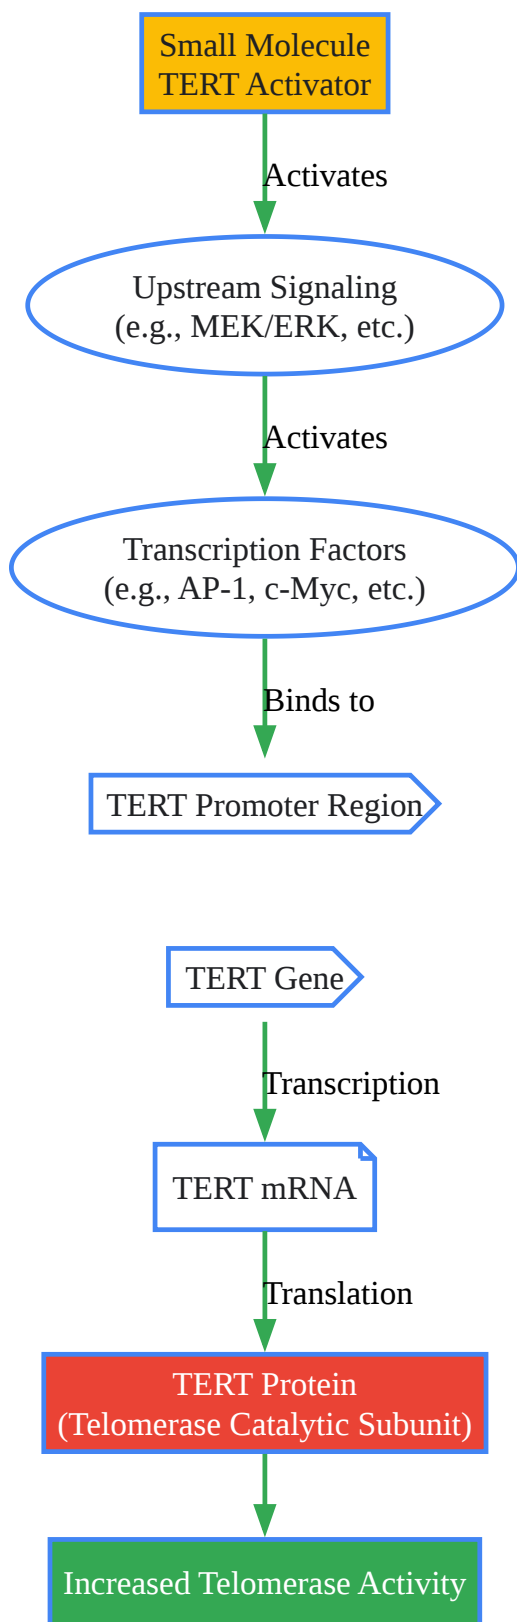 Small Molecule
TERT Activator
Activates
Upstream Signaling
(e.g., MEK/ERK, etc.)
Activates
Transcription Factors
(e.g., AP-1, c-Myc, etc.)
Binds to
TERT Promoter Region
TERT Gene
Transcription
TERT mRNA
Translation
TERT Protein
(Telomerase Catalytic Subunit)
Increased Telomerase Activity